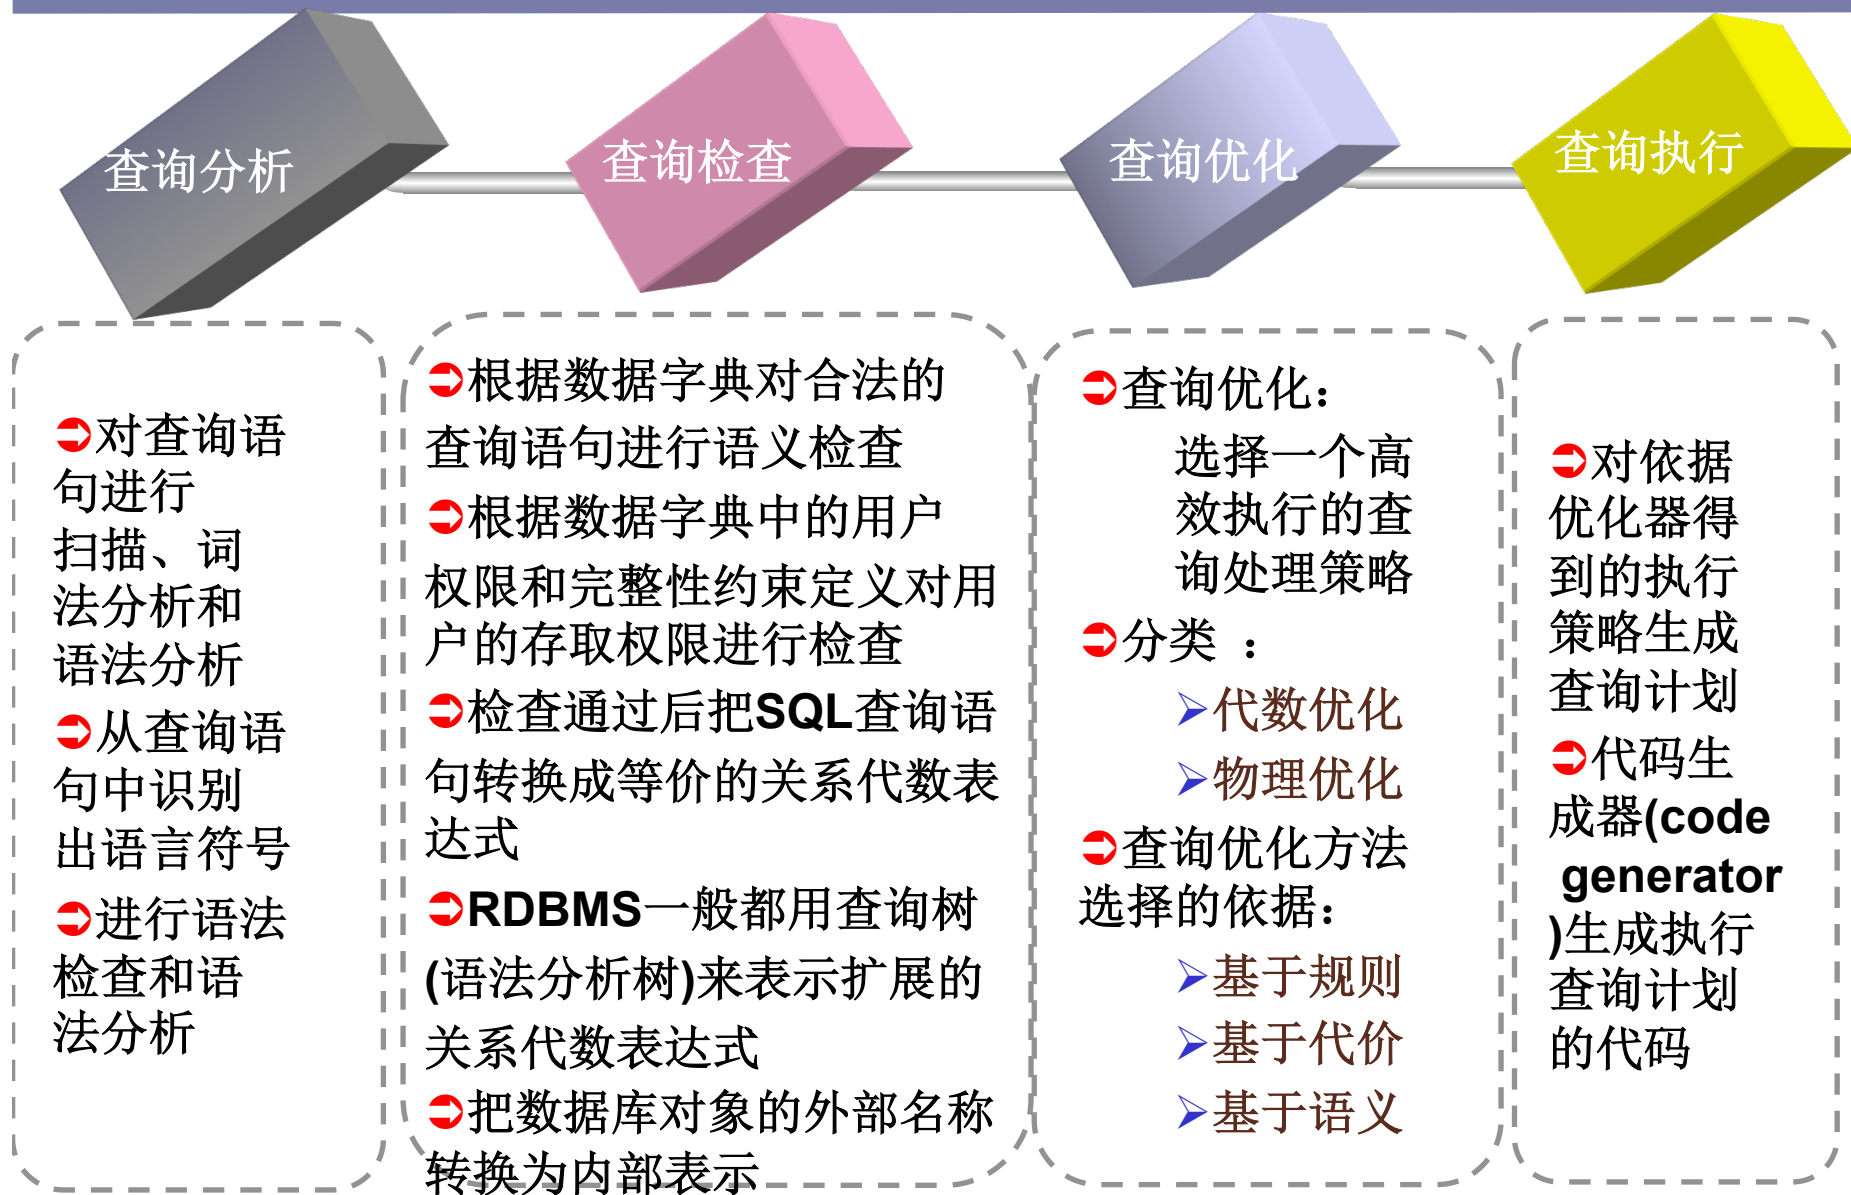 查询分析
查询检查
查询优化
查询执行
对查询语
句进行
扫描、词
法分析和
语法分析
从查询语
句中识别
出语言符号
进行语法
检查和语
法分析
根据数据字典对合法的
查询语句进行语义检查
根据数据字典中的用户
权限和完整性约束定义对用
户的存取权限进行检查
检查通过后把SQL查询语
句转换成等价的关系代数表
达式
RDBMS一般都用查询树
(语法分析树)来表示扩展的
关系代数表达式
把数据库对象的外部名称
转换为内部表示
查询优化：
选择一个高
效执行的查
询处理策略
分类 ：
代数优化
物理优化
查询优化方法
选择的依据：
基于规则
基于代价
基于语义
对依据
优化器得
到的执行
策略生成
查询计划
代码生
成器(code
generator
)生成执行
查询计划
的代码